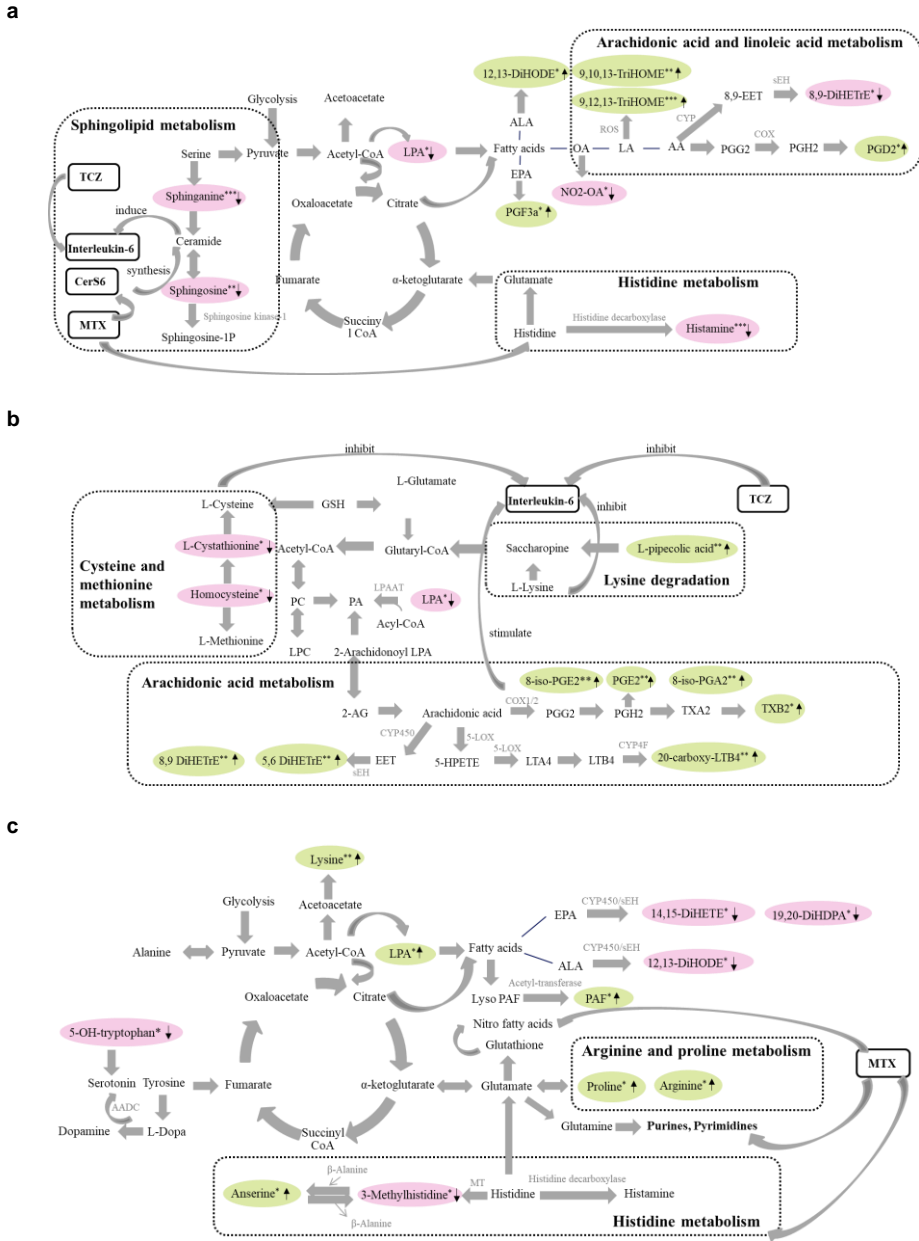 a
Arachidonic acid and linoleic acid metabolism
12,13-DiHODE* 9,10,13-TriHOME**
sEH
8,9-EET 8,9-DiHETrE*
Glycolysis Acetoacetate 9,12,13-TriHOME***
CYP
Sphingolipid metabolism ALA ROS COX
Serine Pyruvate Acetyl-CoA LPA* Fatty acids OA LA AA PGG2 PGH2 PGD2*
TCZ EPA
Sphinganine*** NO2-OA*
Oxaloacetate Citrate PGF3a*
induce
Interleukin-6 Ceramide
synthesis Histidine metabolism
CerS6 Sphingosine** Fumarate α-ketoglutarate Glutamate
MTX Sphingosine kinase-1 Succiny
l CoA
Histidine decarboxylase
Sphingosine-1P Histidine Histamine***
b
inhibit inhibit
L-Glutamate
L-Cysteine GSH Interleukin-6 TCZ
inhibit
L-Cystathionine* Acetyl-CoA Glutaryl-CoA Saccharopine L-pipecolic acid**
Cysteine and
methionine
metabolism
L-Lysine Lysine degradation
Homocysteine* PC PA LPAAT LPA*
Acyl-CoA
L-Methionine LPC 2-Arachidonoyl LPA stimulate
Arachidonic acid metabolism 8-iso-PGE2** PGE2** 8-iso-PGA2**
COX1/2
2-AG Arachidonic acid PGG2 PGH2 TXA2 TXB2*
CYP450 5-LOX
5-LOX CYP4F
8,9 DiHETrE** 5,6 DiHETrE** EET 5-HPETE LTA4 LTB4 20-carboxy-LTB4**
sEH
c
Lysine**
CYP450/sEH
Glycolysis Acetoacetate EPA 14,15-DiHETE* 19,20-DiHDPA*
Alanine Pyruvate Acetyl-CoA LPA* Fatty acids
CYP450/sEH
ALA 12,13-DiHODE*
Acetyl-transferase
Oxaloacetate Citrate Lyso PAF PAF*
Nitro fatty acids
5-OH-tryptophan* Glutathione Arginine and proline metabolism MTX
Serotonin Tyrosine Fumarate α-ketoglutarate Glutamate Proline* Arginine*
AADC
Glutamine Purines, Pyrimidines
Dopamine L-Dopa Succinyl
CoA
β-Alanine
MT Histidine decarboxylase
Anserine* 3-Methylhistidine* Histidine Histamine
β-Alanine
Histidine metabolism